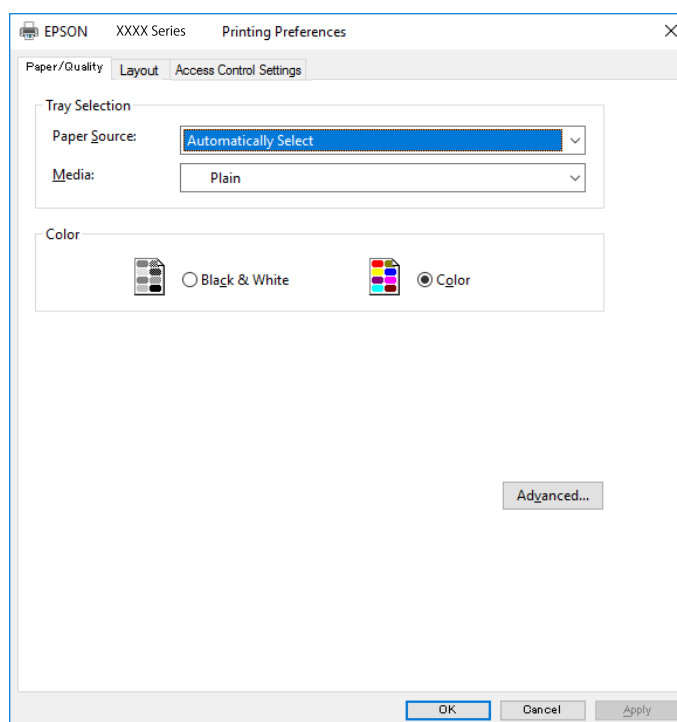 EPSON XXXX Series Printing Preferences
Paper/Quality Layout Access Control Settings
Tray Selection
Paper Source: Automatically Select
Media: Plain
Color
Black & White Color
Advanced...
OK Cancel Apply